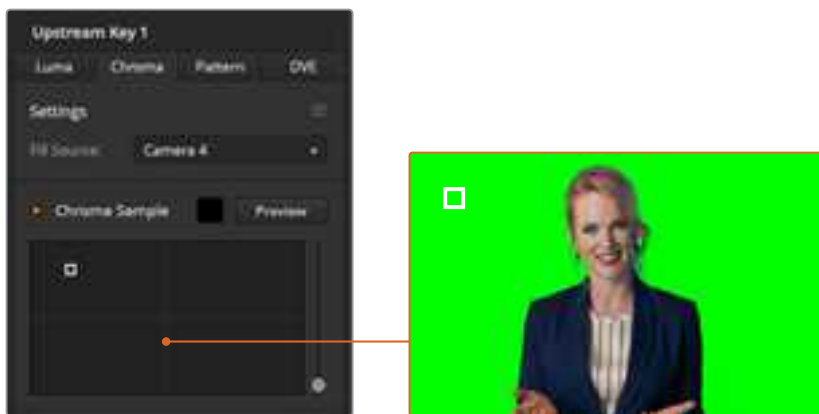 Upstream Key 1
Luma Chroma Pattern DVE
Settings
Fill Source: Camera 4
Chroma Sample Preview